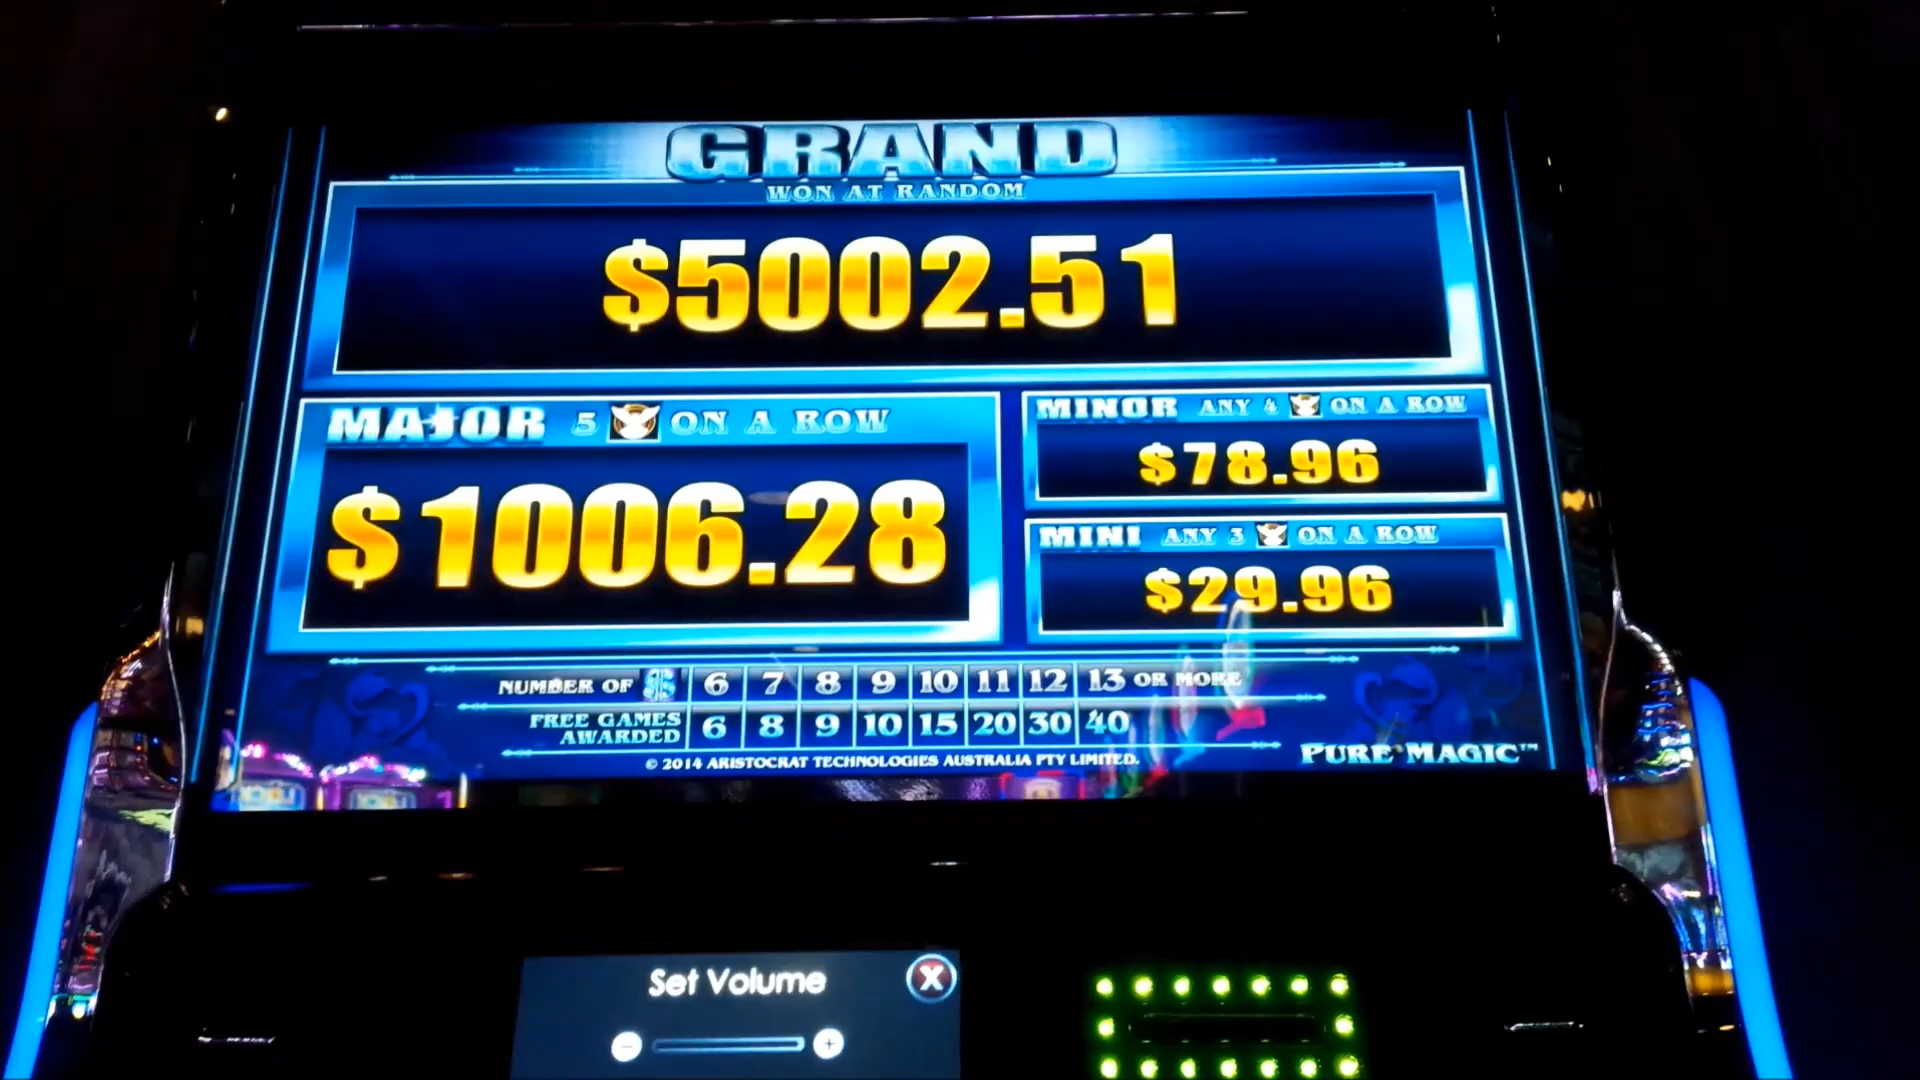 GRAND
WON AT RANDOM
$5002.51
MAJOR 5 ON A ROW
$1006.28
MINOR ANY 4 ON A ROW
$78.96
MINI ANY 3 ON A ROW
$29.96
NUMBER OF $ 6 7 8 9 10 11 12 13 OR MORE
FREE GAMES AWARDED 6 8 9 10 15 20 30 40
© 2014 ARISTOCRAT TECHNOLOGIES AUSTRALIA PTY LIMITED.
PURE MAGIC™
Set Volume X
- +